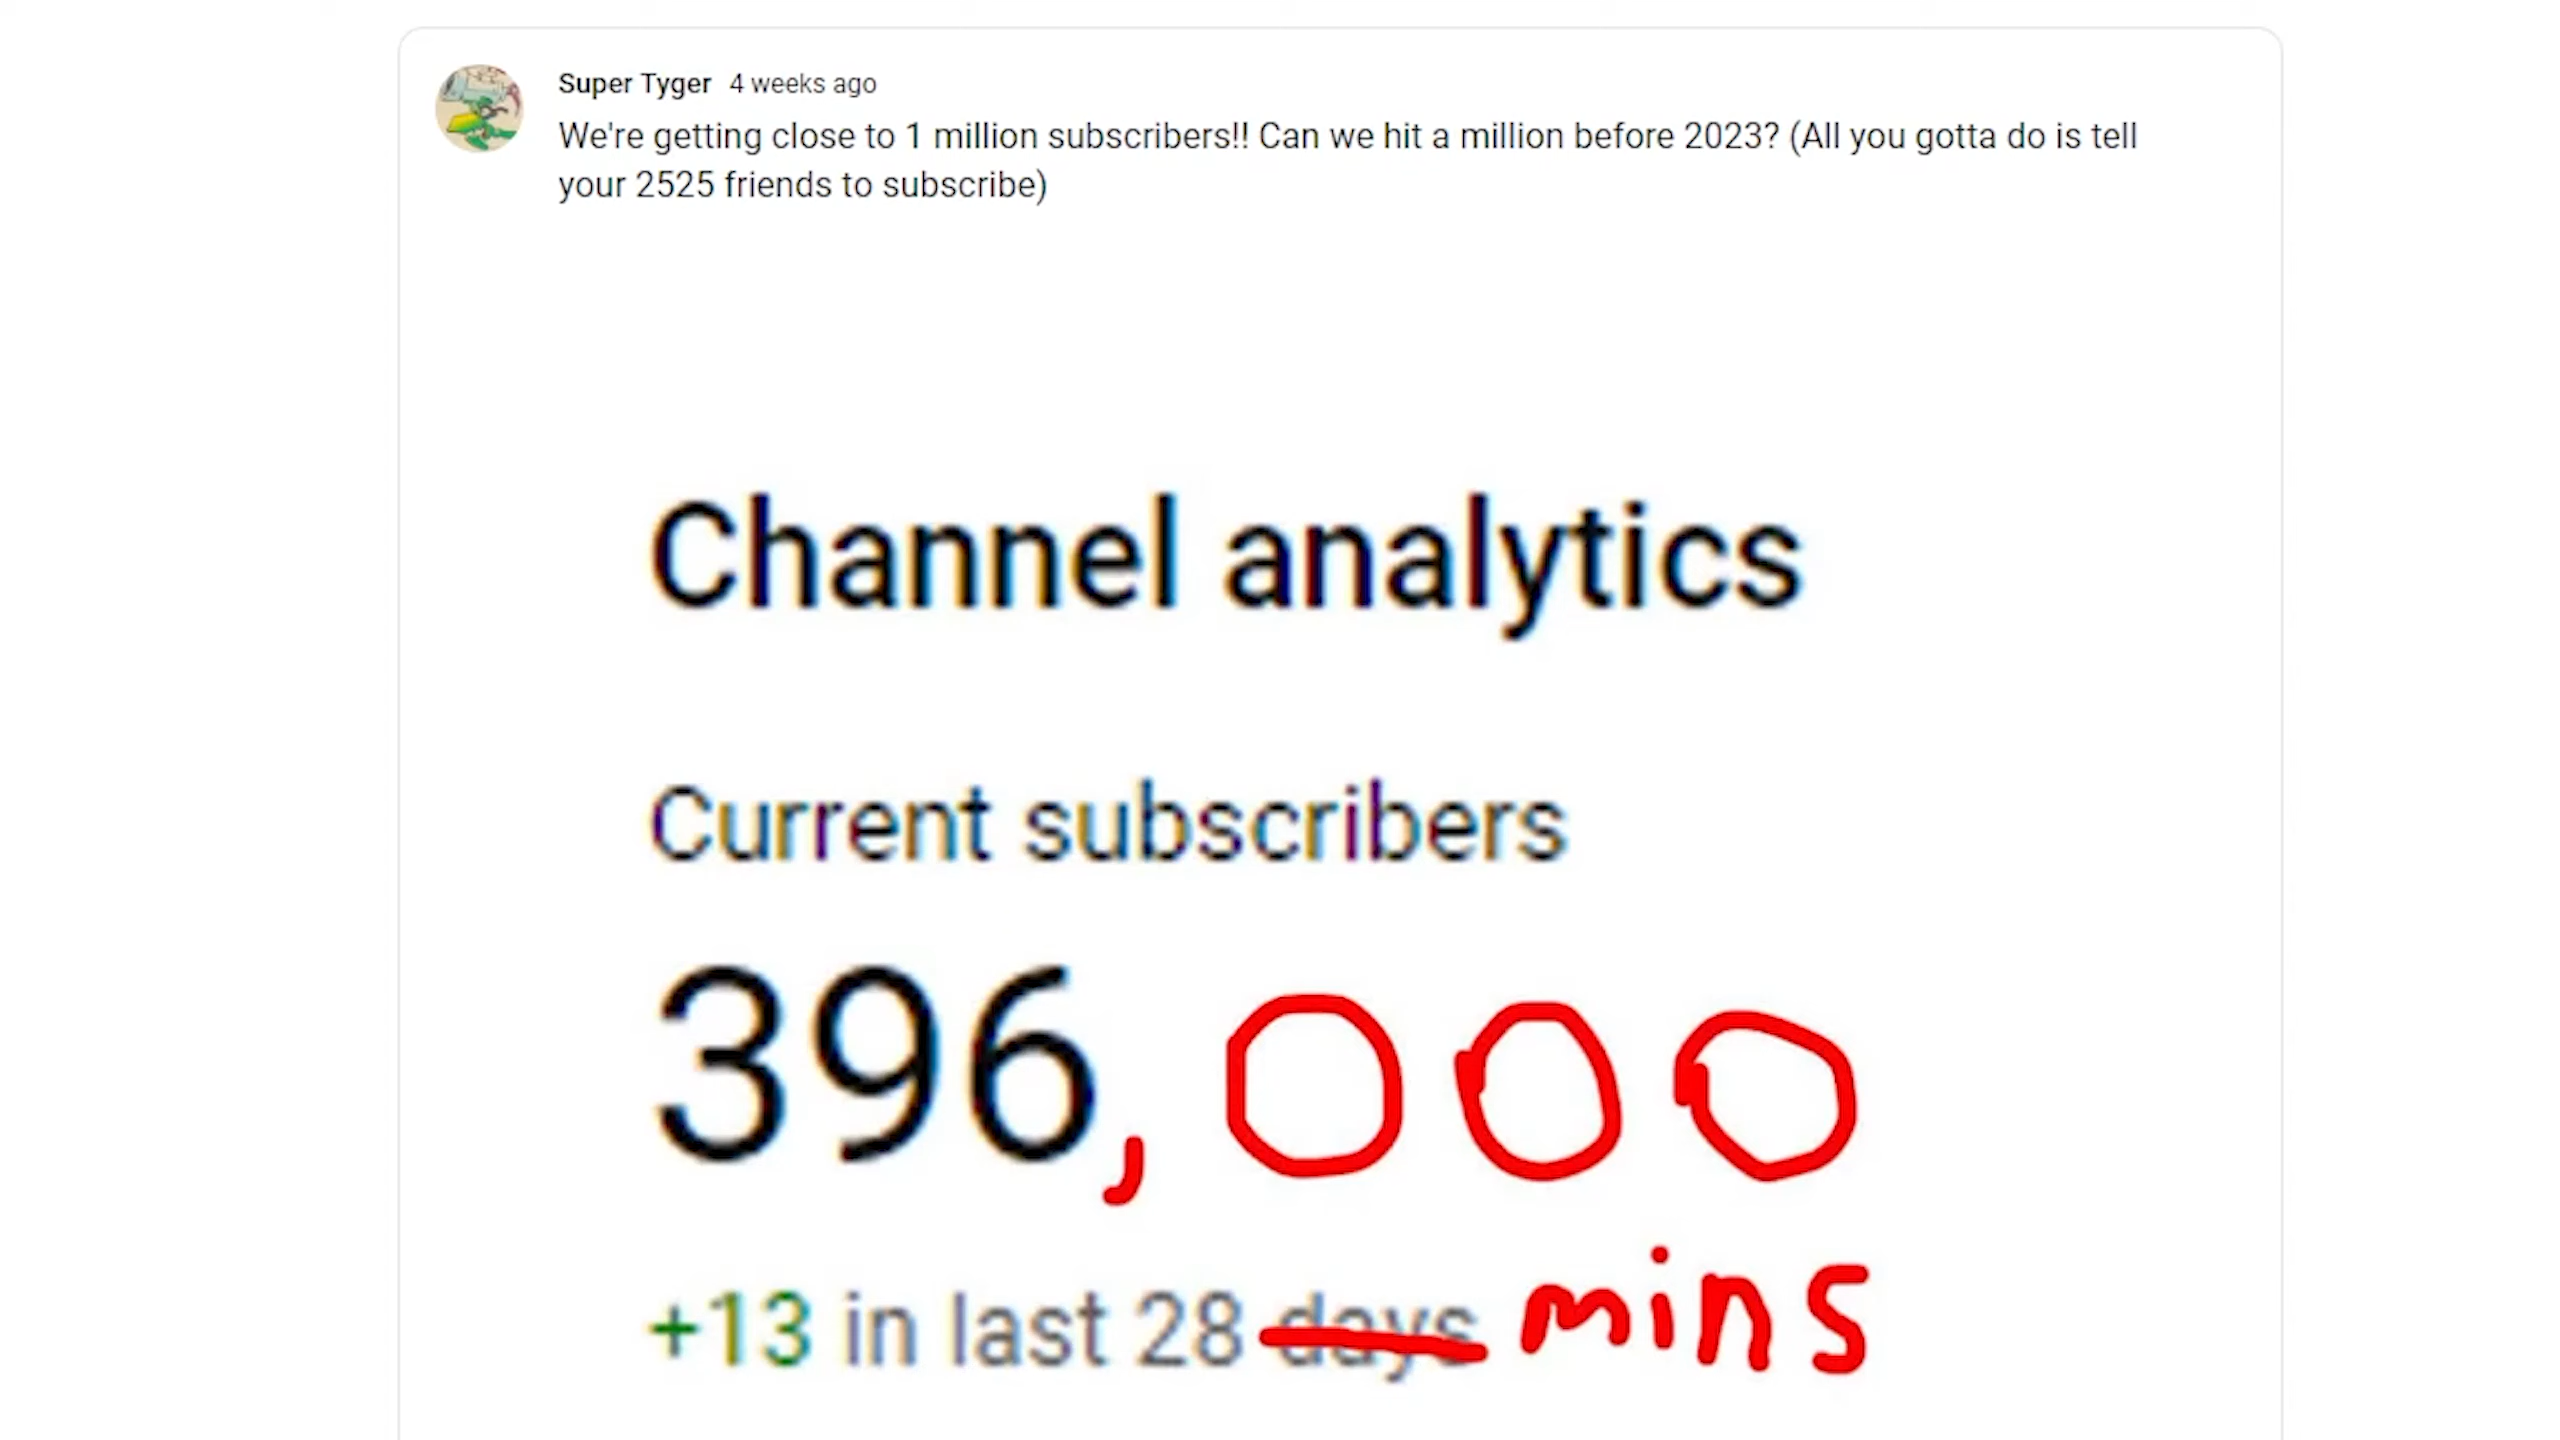 Super Tyger 4 weeks ago
We're getting close to 1 million subscribers!! Can we hit a million before 2023? (All you gotta do is tell
your 2525 friends to subscribe)
Channel analytics
Current subscribers
396,000
+13 in last 28 days mins